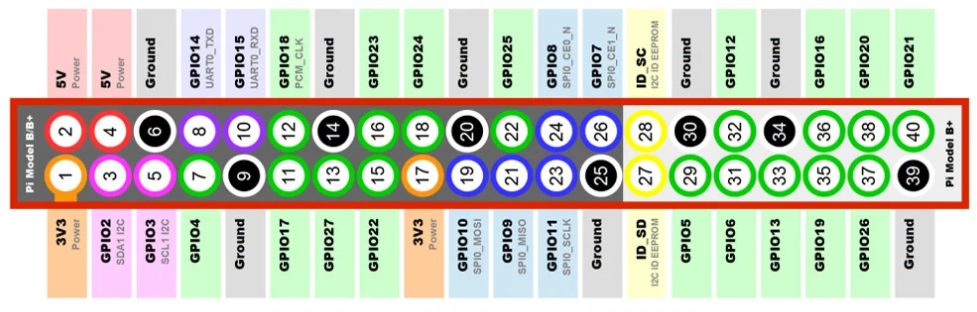 5V
Power
5V
Power
Ground
GPIO14
UART0_TXD
GPIO15
UART0_RXD
GPIO18
PCM_CLK
Ground
GPIO23
GPIO24
Ground
GPIO25
GPIO8
SPI0_CE0_N
GPIO7
SPI0_CE1_N
ID_SC
I2C ID EEPROM
Ground
GPIO12
Ground
GPIO16
GPIO20
GPIO21
Pi Model B/B+
2 4 6 8 10 12 14 16 18 20 22 24 26 28 30 32 34 36 38 40
1 3 5 7 9 11 13 15 17 19 21 23 25 27 29 31 33 35 37 39
Pi Model B+
3V3
Power
GPIO2
SDA1 I2C
GPIO3
SCL1 I2C
GPIO4
Ground
GPIO17
GPIO27
GPIO22
3V3
Power
GPIO10
SPI0_MOSI
GPIO9
SPI0_MISO
GPIO11
SPI0_SCLK
Ground
ID_SD
I2C ID EEPROM
GPIO5
GPIO6
GPIO13
GPIO19
GPIO26
Ground